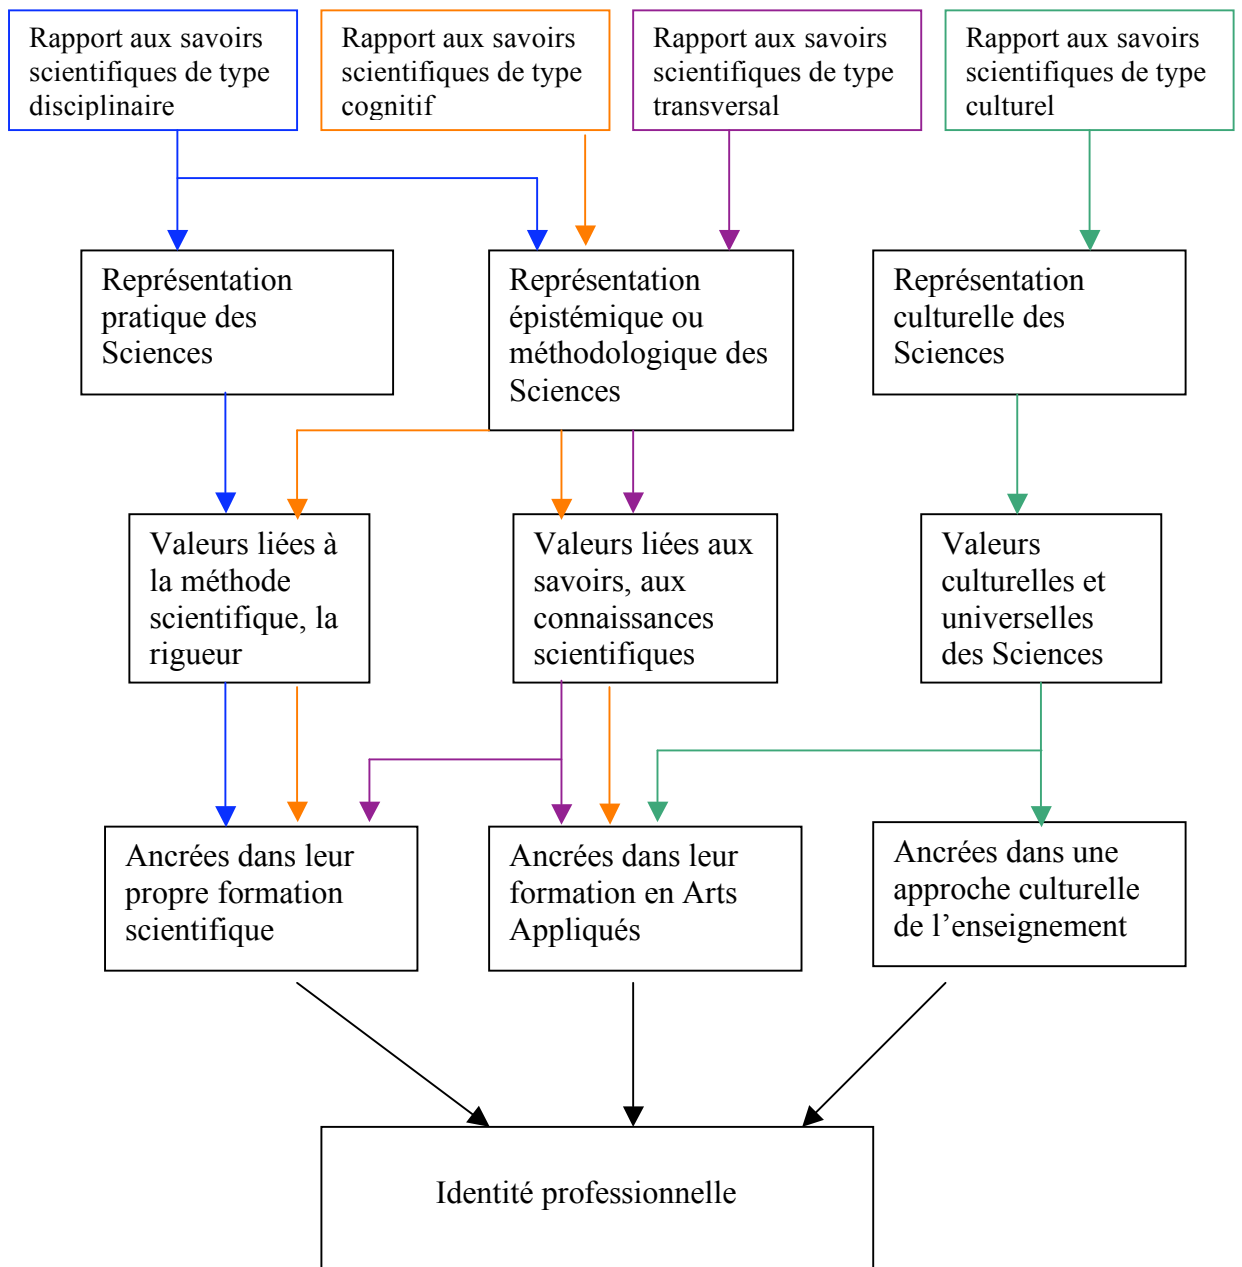 Rapport aux savoirs
scientifiques de type
disciplinaire
Rapport aux savoirs
scientifiques de type
cognitif
Rapport aux savoirs
scientifiques de type
transversal
Rapport aux savoirs
scientifiques de type
culturel
Représentation
pratique des
Sciences
Représentation
épistémique ou
méthodologique des
Sciences
Représentation
culturelle des
Sciences
Valeurs liées à
la méthode
scientifique, la
rigueur
Valeurs liées aux
savoirs, aux
connaissances
scientifiques
Valeurs
culturelles et
universelles
des Sciences
Ancrées dans leur
propre formation
scientifique
Ancrées dans leur
formation en Arts
Appliqués
Ancrées dans une
approche culturelle
de l’enseignement
Identité professionnelle